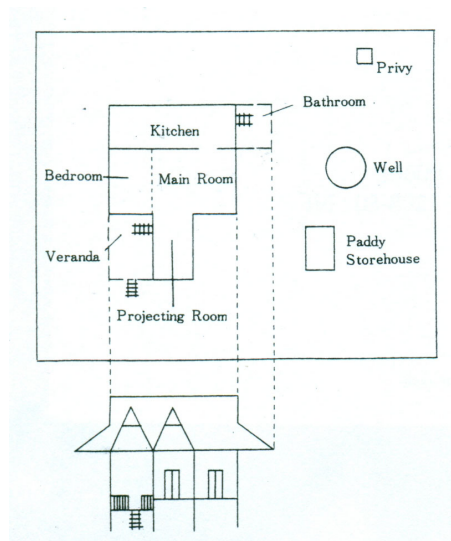 Privy
Bathroom
Kitchen
Bedroom
Main Room
Well
Veranda
Paddy
Storehouse
Projecting Room